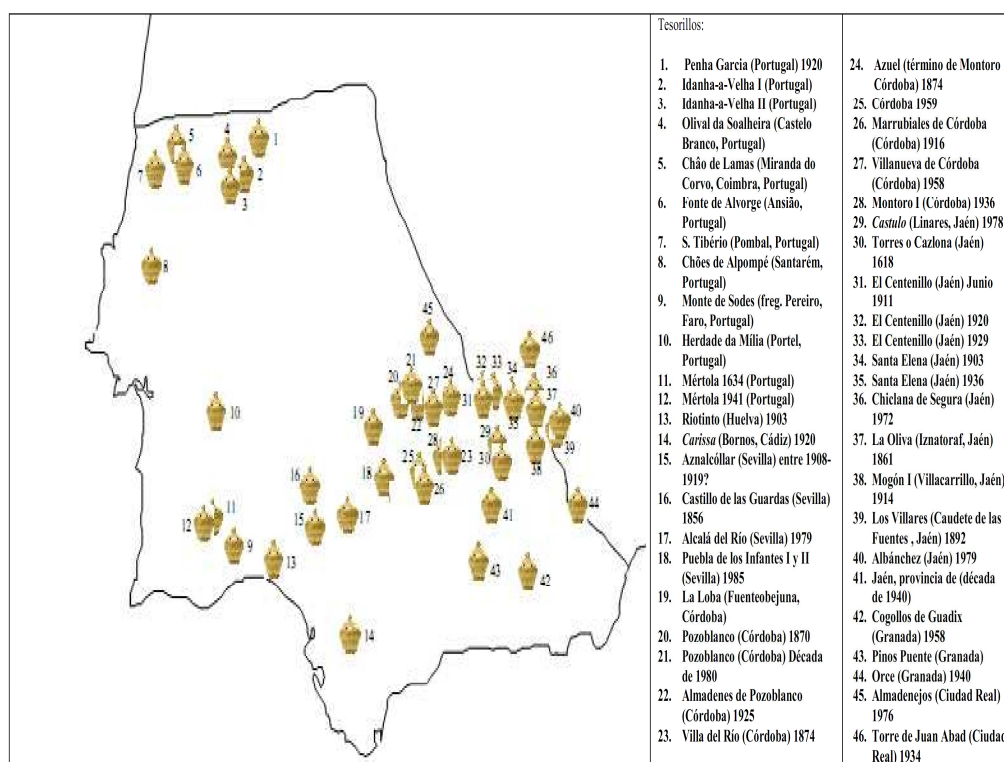 Tesorillos:
1. Penha Garcia (Portugal) 1920
2. Idanha-a-Velha I (Portugal)
3. Idanha-a-Velha II (Portugal)
4. Olival da Soalheira (Castelo
Branco, Portugal)
5. Châo de Lamas (Miranda do
Corvo, Coimbra, Portugal)
6. Fonte de Alvorge (Ansião,
Portugal)
7. S. Tibério (Pombal, Portugal)
8. Chões de Alpompé (Santarém,
Portugal)
9. Monte de Sodes (freg. Pereiro,
Faro, Portugal)
10. Herdade da Mília (Portel,
Portugal)
11. Mértola 1634 (Portugal)
12. Mértola 1941 (Portugal)
13. Riotinto (Huelva) 1903
14. Carissa (Bornos, Cádiz) 1920
15. Aznalcóllar (Sevilla) entre 1908-
1919?
16. Castillo de las Guardas (Sevilla)
1856
17. Alcalá del Río (Sevilla) 1979
18. Puebla de los Infantes I y II
(Sevilla) 1985
19. La Loba (Fuenteobejuna,
Córdoba)
20. Pozoblanco (Córdoba) 1870
21. Pozoblanco (Córdoba) Década
de 1980
22. Almadenes de Pozoblanco
(Córdoba) 1925
23. Villa del Río (Córdoba) 1874
24. Azuel (término de Montoro
Córdoba) 1874
25. Córdoba 1959
26. Marrubiales de Córdoba
(Córdoba) 1916
27. Villanueva de Córdoba
(Córdoba) 1958
28. Montoro I (Córdoba) 1936
29. Castulo (Linares, Jaén) 1978
30. Torres o Cazlona (Jaén)
1618
31. El Centenillo (Jaén) Junio
1911
32. El Centenillo (Jaén) 1920
33. El Centenillo (Jaén) 1929
34. Santa Elena (Jaén) 1903
35. Santa Elena (Jaén) 1936
36. Chiclana de Segura (Jaén)
1972
37. La Oliva (Iznatoraf, Jaén)
1861
38. Mogón I (Villacarrillo, Jaén)
1914
39. Los Villares (Caudete de las
Fuentes , Jaén) 1892
40. Albánchez (Jaén) 1979
41. Jaén, provincia de (década
de 1940)
42. Cogollos de Guadix
(Granada) 1958
43. Pinos Puente (Granada)
44. Orce (Granada) 1940
45. Almadenejos (Ciudad Real)
1976
46. Torre de Juan Abad (Ciudad
Real) 1934
5
4
1
7
6
2
3
8
45
46
21
20
24
32
33
34
36
27
31
37
19
22
35
40
10
28
29
39
25
23
30
38
16
18
26
44
11
12
15
17
41
9
13
43
42
14